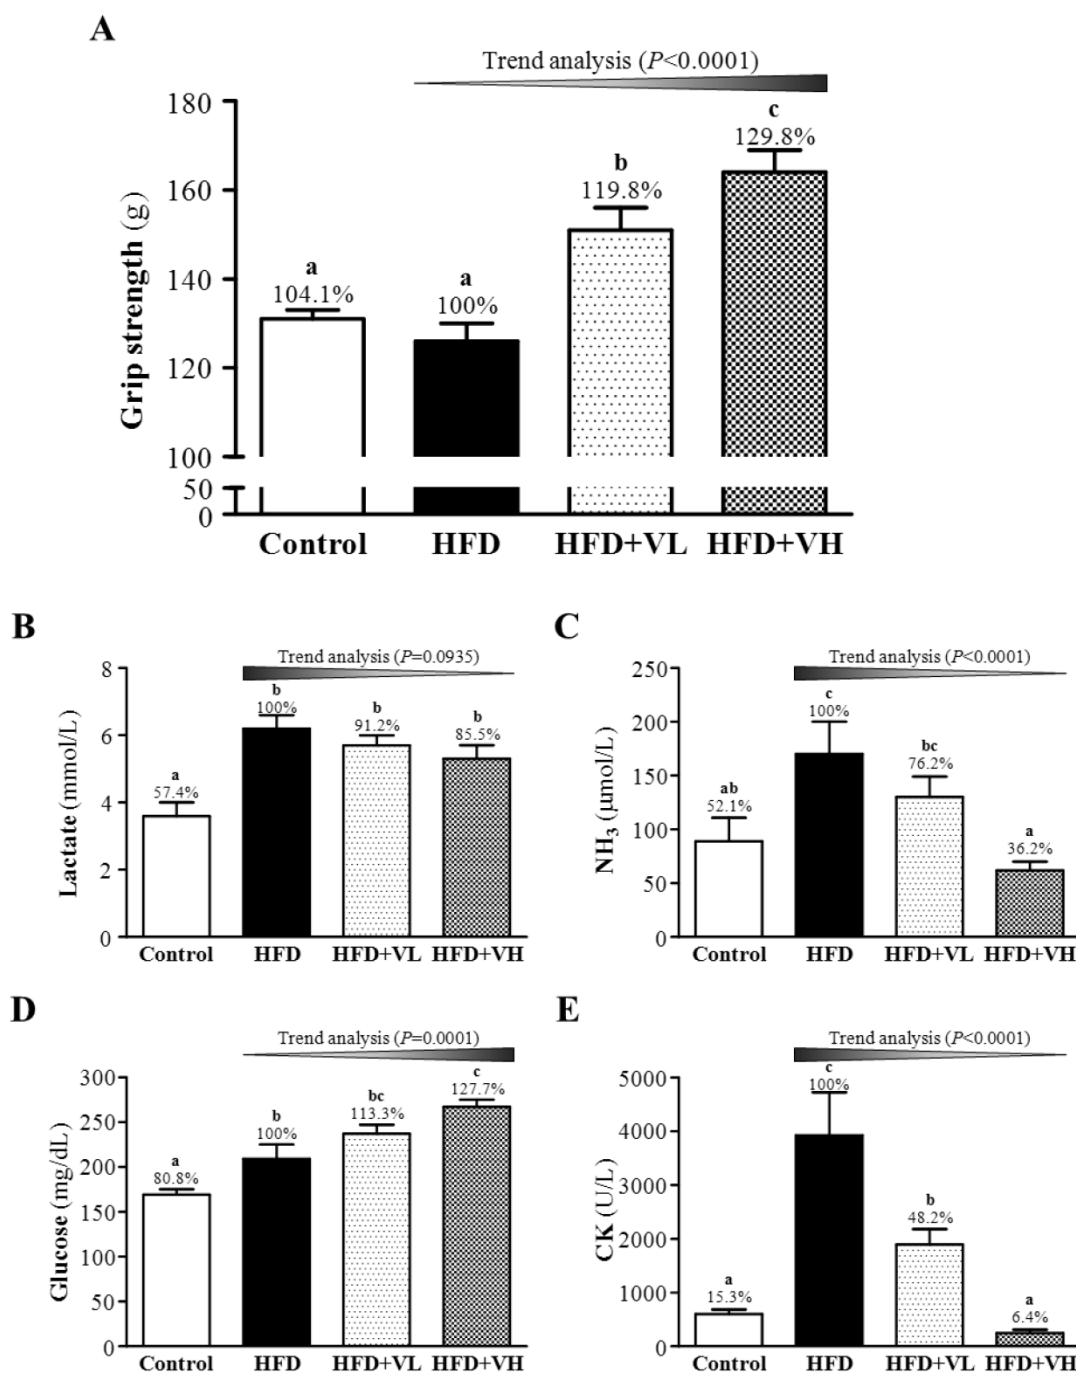 A
Trend analysis (P<0.0001)
Grip strength (g)
180
160
140
120
100
50
0
a
104.1%
a
100%
b
119.8%
c
129.8%
Control HFD HFD+VL HFD+VH
B
Trend analysis (P=0.0935)
Lactate (mmol/L)
8
6
4
2
0
a
57.4%
b
100%
b
91.2%
b
85.5%
Control HFD HFD+VL HFD+VH
C
Trend analysis (P<0.0001)
NH3 (μmol/L)
250
200
150
100
50
0
ab
52.1%
c
100%
bc
76.2%
a
36.2%
Control HFD HFD+VL HFD+VH
D
Trend analysis (P=0.0001)
Glucose (mg/dL)
300
250
200
150
100
50
0
a
80.8%
b
100%
bc
113.3%
c
127.7%
Control HFD HFD+VL HFD+VH
E
Trend analysis (P<0.0001)
CK (U/L)
5000
4000
3000
2000
1000
0
a
15.3%
c
100%
b
48.2%
a
6.4%
Control HFD HFD+VL HFD+VH